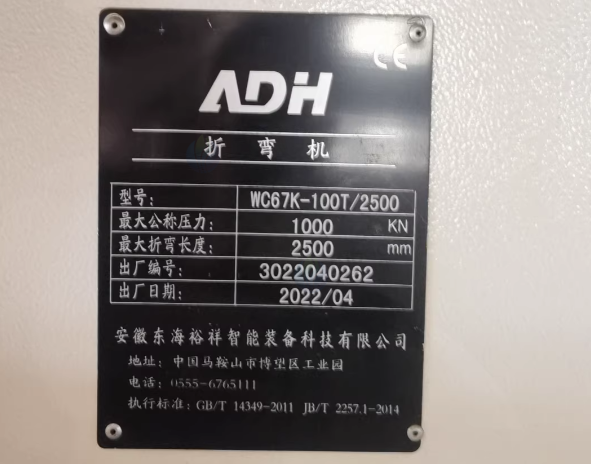 CE
ADH
折弯机
型号: WC67K-100T/2500
最大公称压力: 1000 KN
最大折弯长度: 2500 mm
出厂编号: 3022040262
出厂日期: 2022/04
安徽东海裕祥智能装备科技有限公司
地址: 中国马鞍山市博望区工业园
电话: 0555-6765111
执行标准: GB/T 14349-2011 JB/T 2257.1-2014